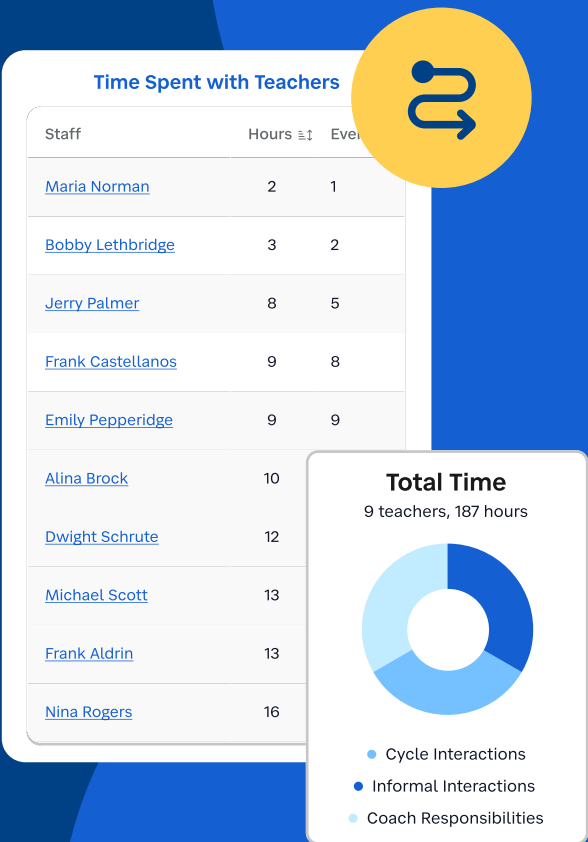 Time Spent with Teachers
Staff Hours
Maria Norman 2 1
Bobby Lethbridge 3 2
Jerry Palmer 8 5
Frank Castellanos 9 8
Emily Pepperidge 9 9
Alina Brock 10
Dwight Schrute 12
Michael Scott 13
Frank Aldrin 13
Nina Rogers 16
Total Time
9 teachers, 187 hours
Cycle Interactions
Informal Interactions
Coach Responsibilities